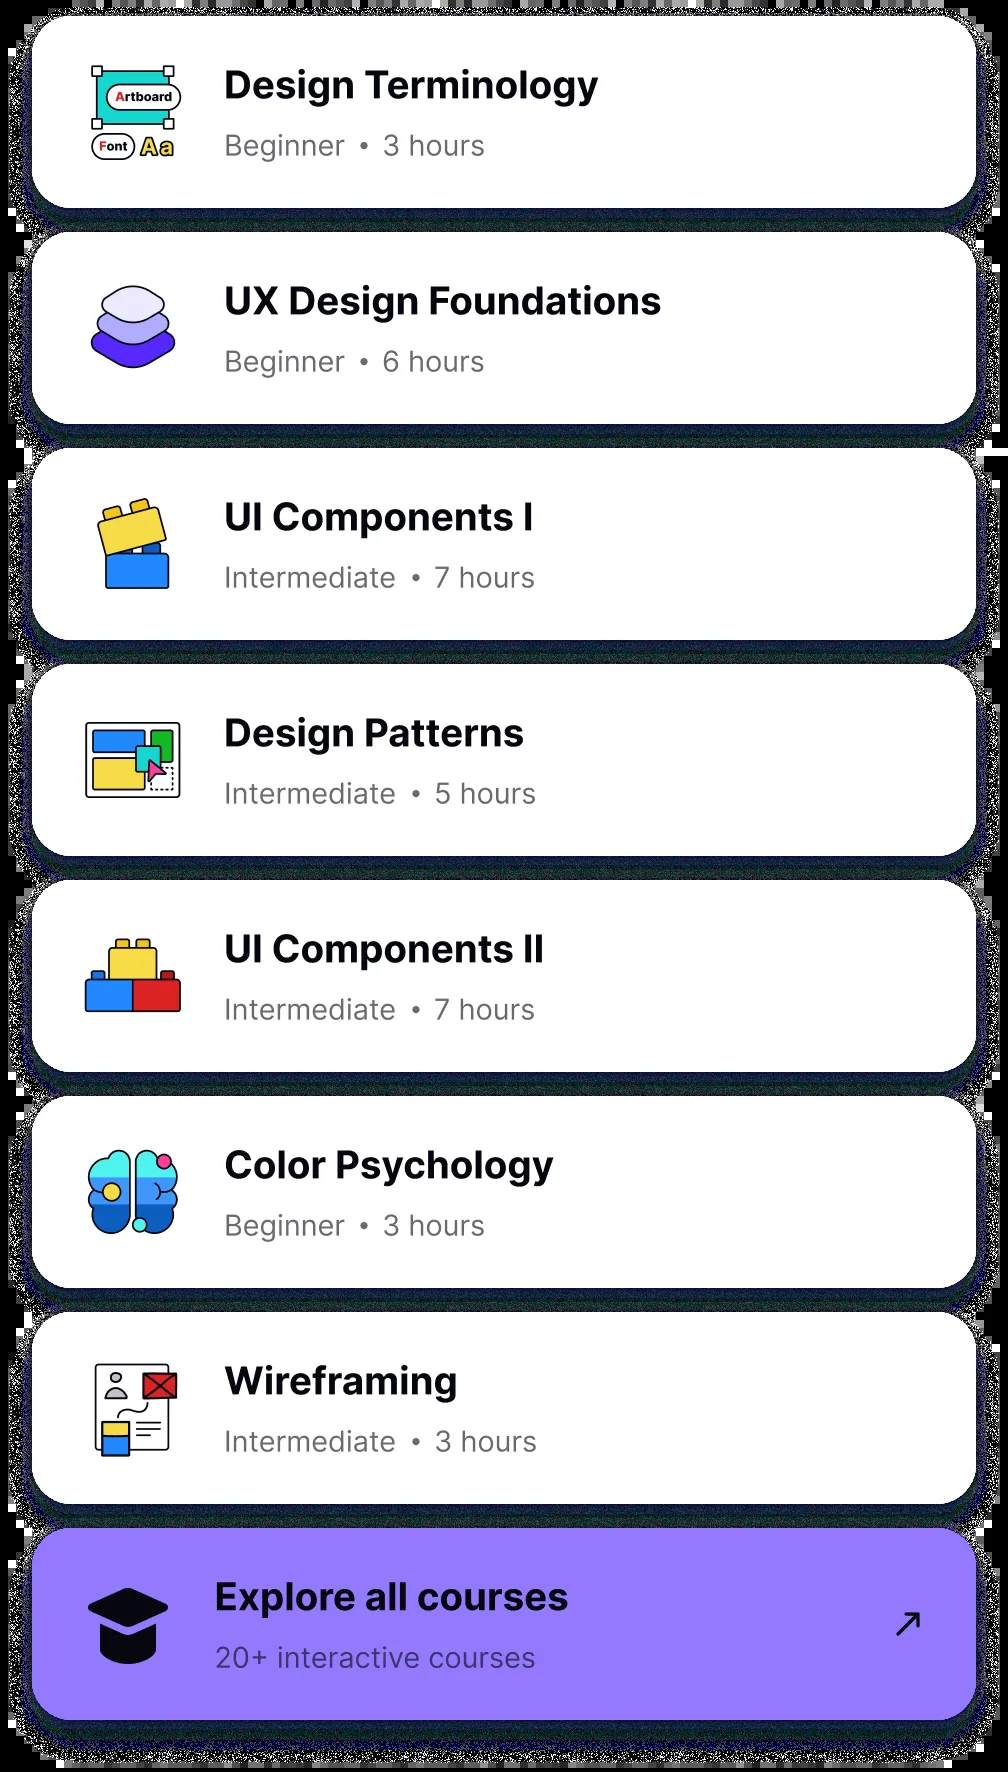 Artboard
Font Aa
Design Terminology
Beginner • 3 hours
UX Design Foundations
Beginner • 6 hours
UI Components I
Intermediate • 7 hours
Design Patterns
Intermediate • 5 hours
UI Components II
Intermediate • 7 hours
Color Psychology
Beginner • 3 hours
Wireframing
Intermediate • 3 hours
Explore all courses
20+ interactive courses